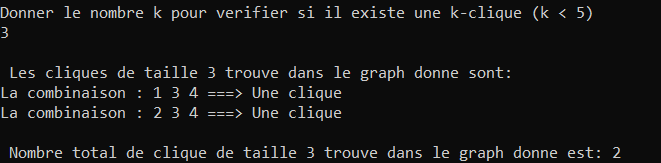 Donner le nombre k pour verifier si il existe une k-clique (k < 5)
3
Les cliques de taille 3 trouve dans le graph donne sont:
La combinaison : 1 3 4 ===> Une clique
La combinaison : 2 3 4 ===> Une clique
Nombre total de clique de taille 3 trouve dans le graph donne est: 2